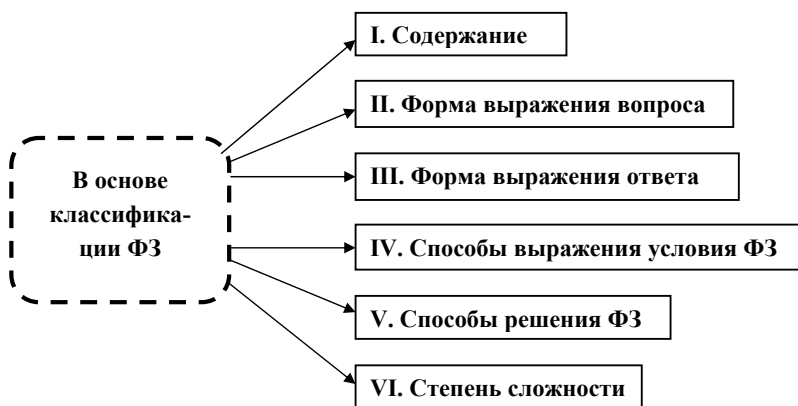 I. Содержание
II. Форма выражения вопроса
III. Форма выражения ответа
В основе
классифика-
ции ФЗ
IV. Способы выражения условия ФЗ
V. Способы решения ФЗ
VI. Степень сложности